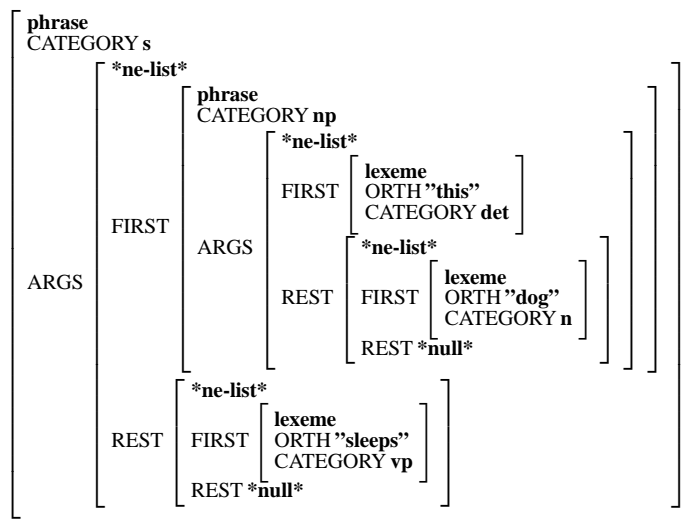 phrase
CATEGORY s
*ne-list*
phrase
CATEGORY np
*ne-list*
lexeme
FIRST ORTH ”this”
CATEGORY det
FIRST
ARGS
*ne-list*
lexeme
REST FIRST ORTH ”dog”
CATEGORY n
REST *null*
ARGS
*ne-list*
lexeme
REST FIRST ORTH ”sleeps”
CATEGORY vp
REST *null*